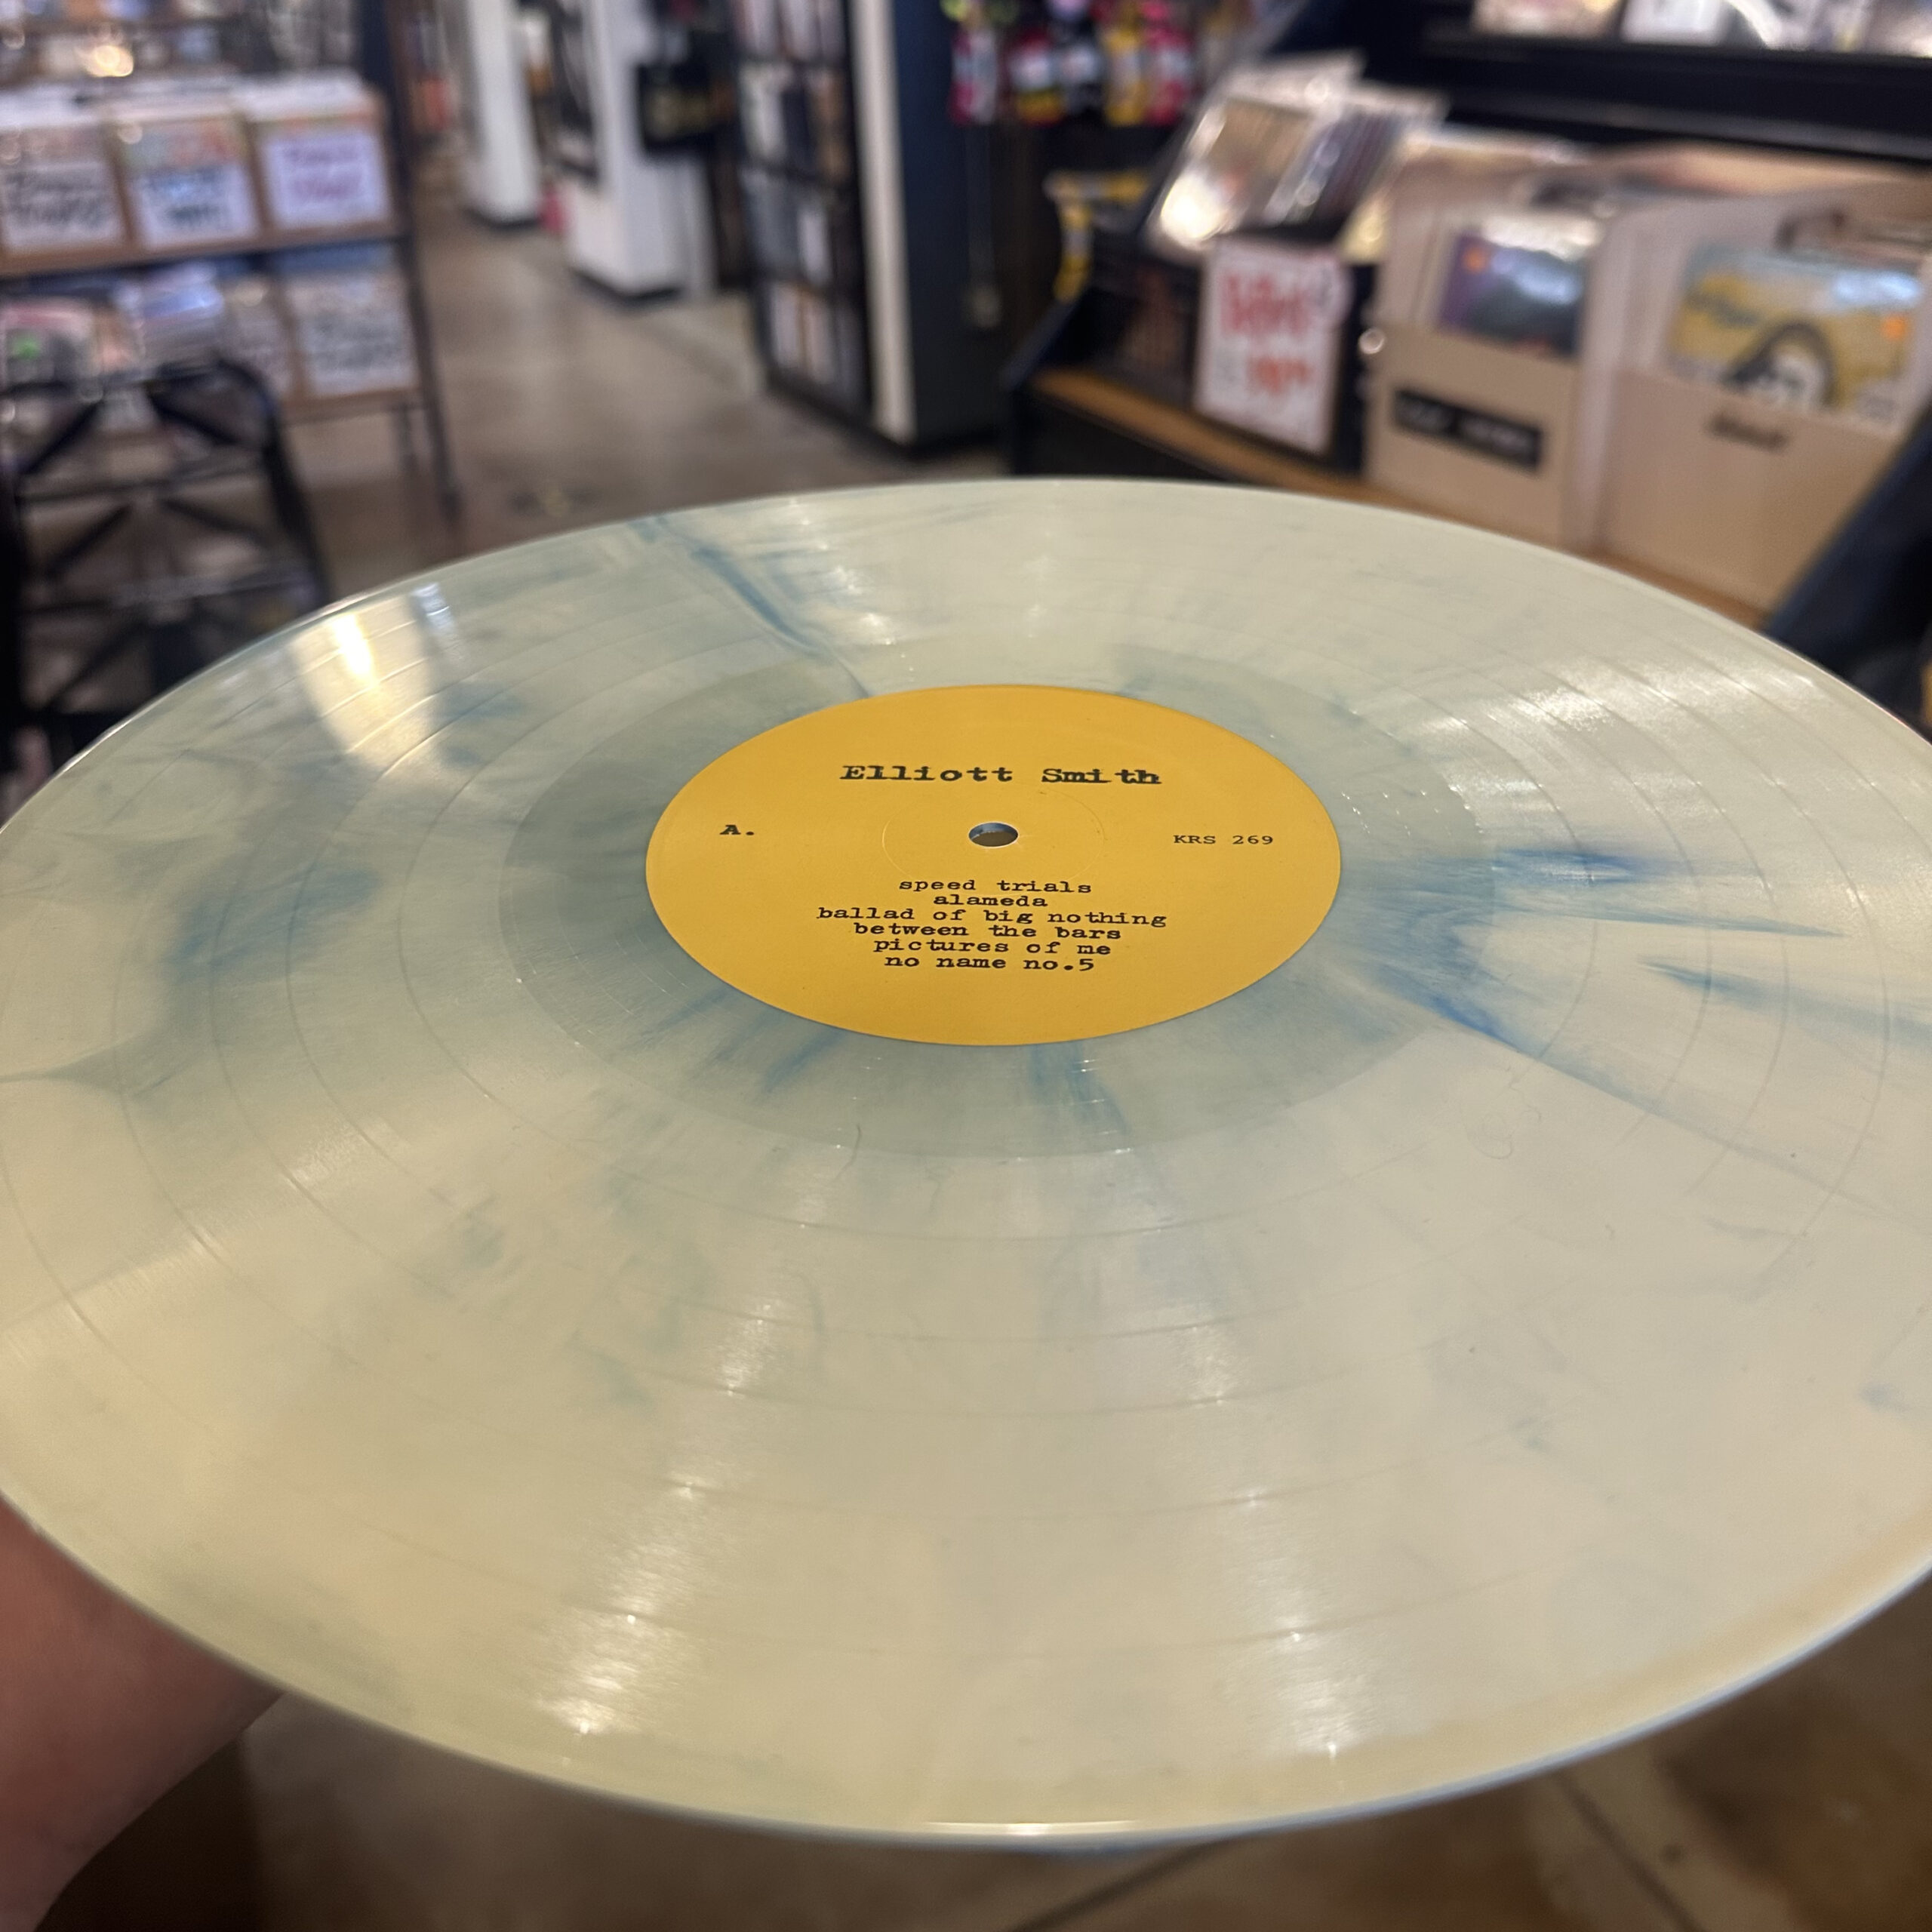 Elliott Smith
A.
KRS 269
speed trials
alameda
ballad of big nothing
between the bars
pictures of me
no name no.5